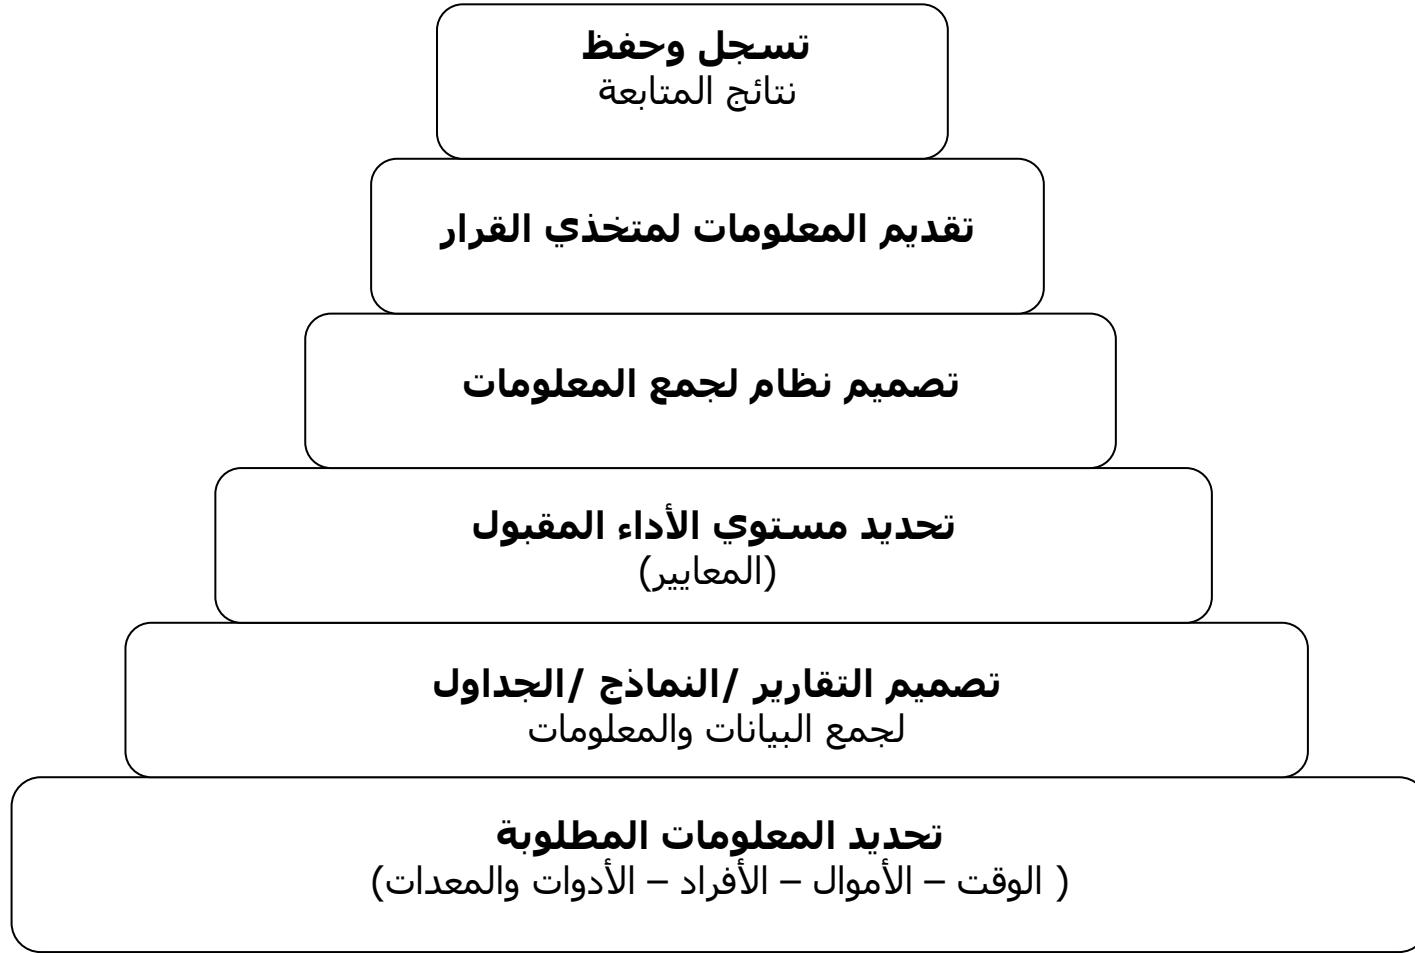 تسجل وحفظ
نتائج المتابعة
تقديم المعلومات لمتخذي القرار
تصميم نظام لجمع المعلومات
تحديد مستوي الأداء المقبول
(المعايير)
تصميم التقارير /النماذج /الجداول
لجمع البيانات والمعلومات
تحديد المعلومات المطلوبة
( الوقت – الأموال – الأفراد – الأدوات والمعدات)